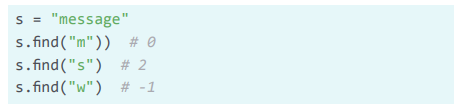 s = "message"
s.find("m"))  # 0
s.find("s")  # 2
s.find("w")  # -1